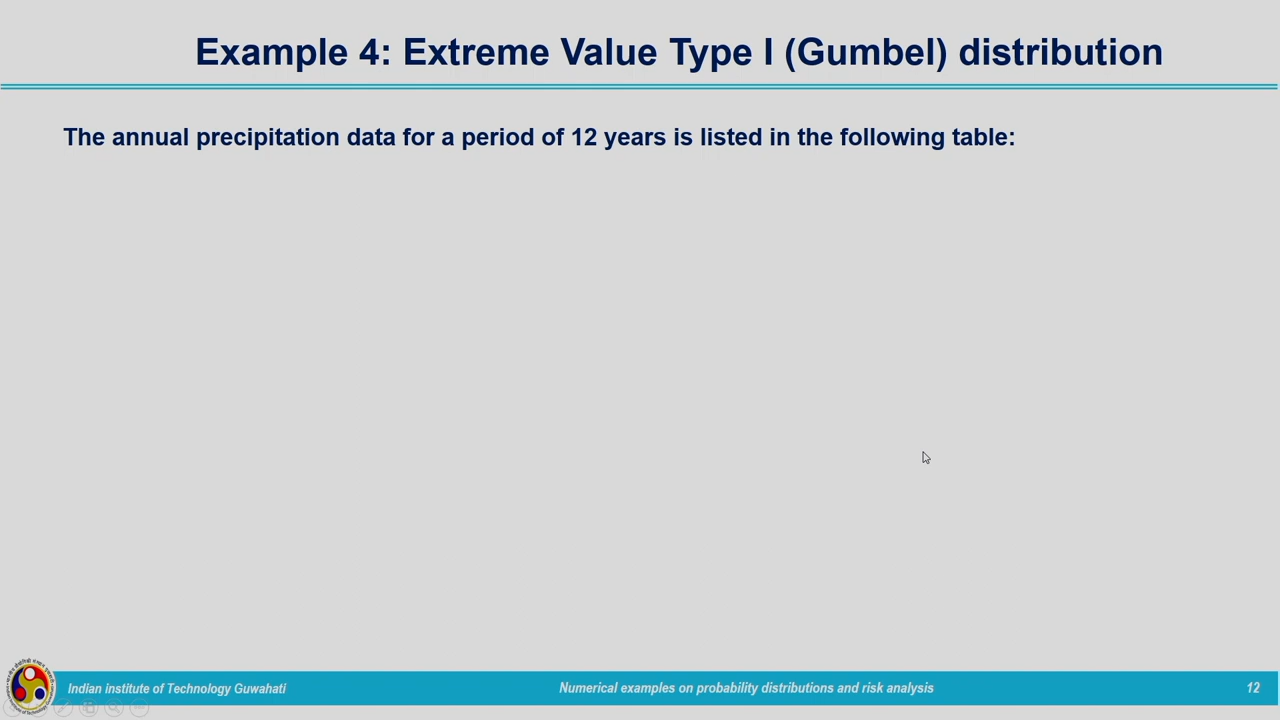 Example 4: Extreme Value Type I (Gumbel) distribution
The annual precipitation data for a period of 12 years is listed in the following table:
Indian institute of Technology Guwahati
Numerical examples on probability distributions and risk analysis
12